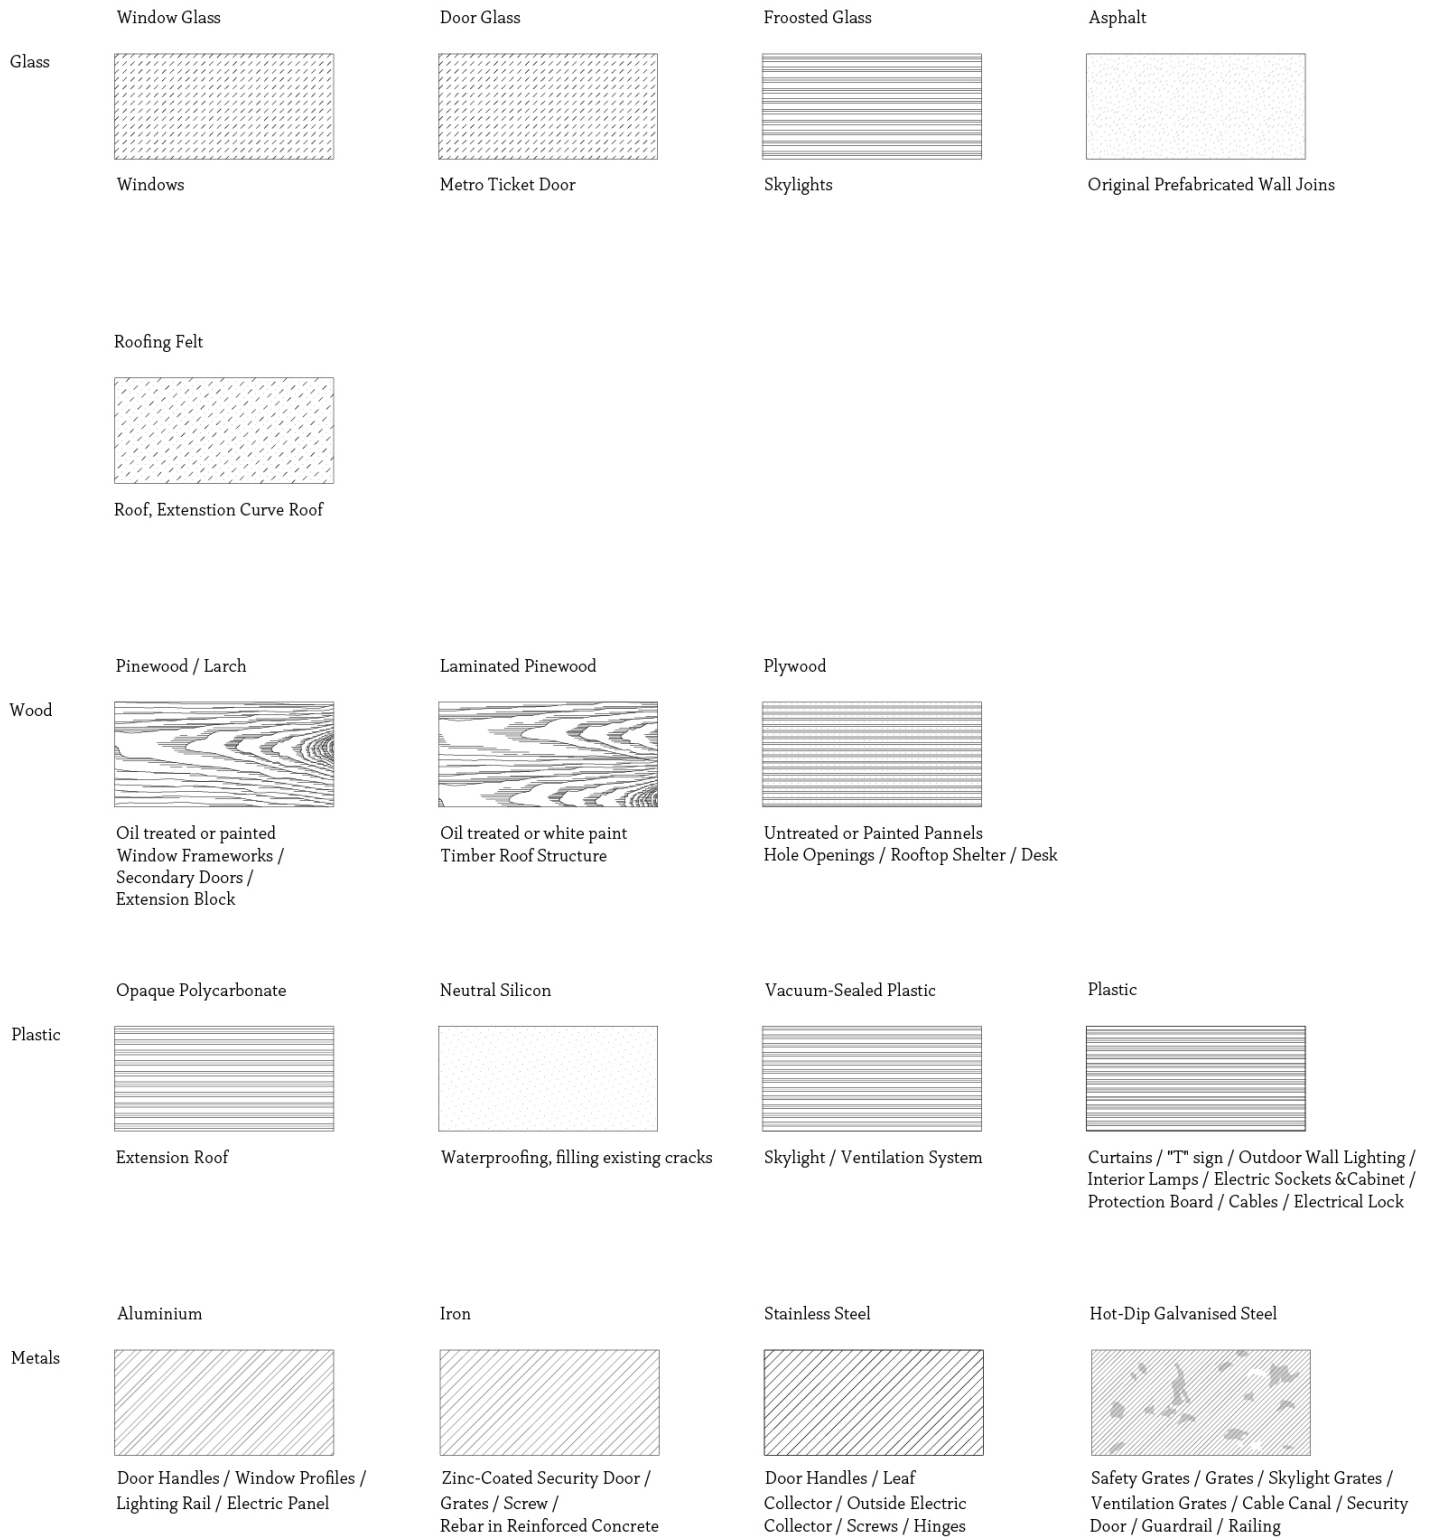 Window Glass
Door Glass
Froosted Glass
Asphalt
Glass
Windows
Metro Ticket Door
Skylights
Original Prefabricated Wall Joins
Roofing Felt
Roof, Extenstion Curve Roof
Pinewood / Larch
Laminated Pinewood
Plywood
Wood
Oil treated or painted
Window Frameworks /
Secondary Doors /
Extension Block
Oil treated or white paint
Timber Roof Structure
Untreated or Painted Pannels
Hole Openings / Rooftop Shelter / Desk
Opaque Polycarbonate
Neutral Silicon
Vacuum-Sealed Plastic
Plastic
Plastic
Extension Roof
Waterproofing, filling existing cracks
Skylight / Ventilation System
Curtains / "T" sign / Outdoor Wall Lighting /
Interior Lamps / Electric Sockets &Cabinet /
Protection Board / Cables / Electrical Lock
Aluminium
Iron
Stainless Steel
Hot-Dip Galvanised Steel
Metals
Door Handles / Window Profiles /
Lighting Rail / Electric Panel
Zinc-Coated Security Door /
Grates / Screw /
Rebar in Reinforced Concrete
Door Handles / Leaf
Collector / Outside Electric
Collector / Screws / Hinges
Safety Grates / Grates / Skylight Grates /
Ventilation Grates / Cable Canal / Security
Door / Guardrail / Railing